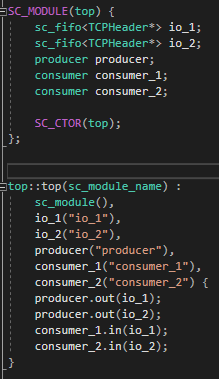 SC_MODULE(top) {
sc_fifo<TCPHeader*> io_1;
sc_fifo<TCPHeader*> io_2;
producer producer;
consumer consumer_1;
consumer consumer_2;
SC_CTOR(top);
};
top::top(sc_module_name) :
sc_module(),
io_1("io_1"),
io_2("io_2"),
producer("producer"),
consumer_1("consumer_1"),
consumer_2("consumer_2") {
producer.out(io_1);
producer.out(io_2);
consumer_1.in(io_1);
consumer_2.in(io_2);
}